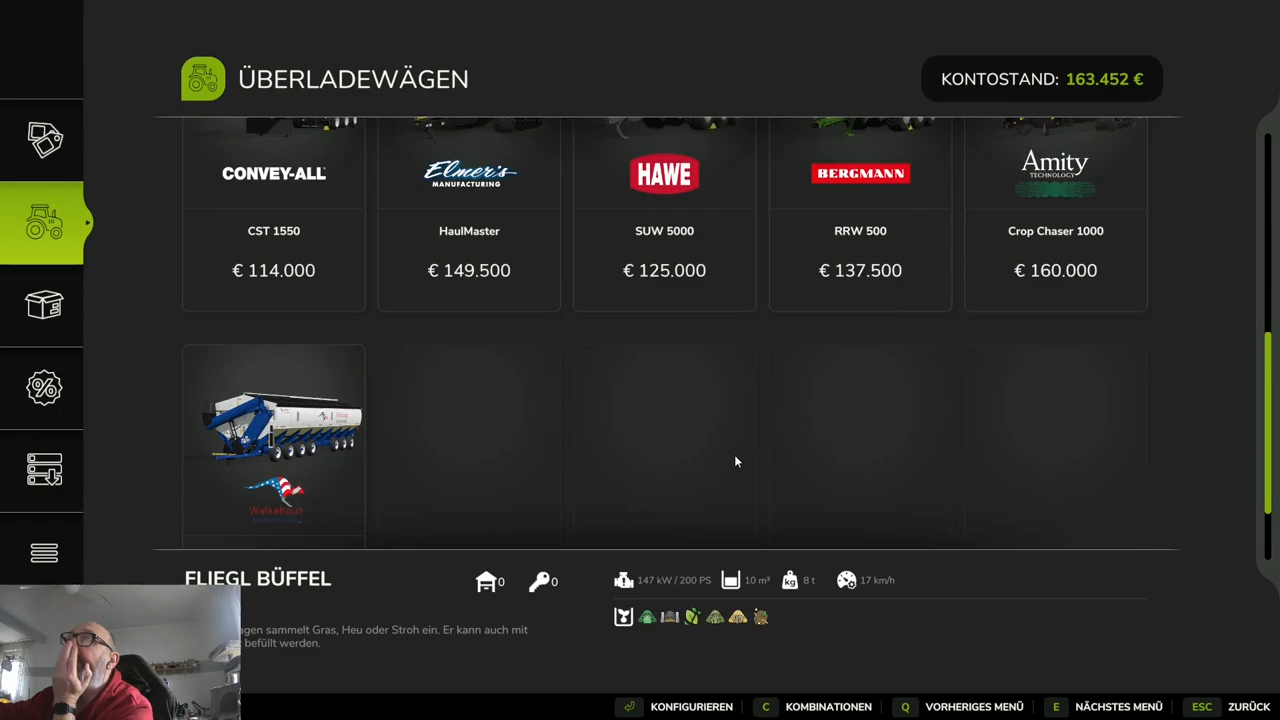 ÜBERLADEWÄGEN
KONTOSTAND: 163.452 €
CONVEY-ALL
Elmer's
MANUFACTURING
HAWE
BERGMANN
Amity
TECHNOLOGY
CST 1550
HaulMaster
SUW 5000
RRW 500
Crop Chaser 1000
€ 114.000
€ 149.500
€ 125.000
€ 137.500
€ 160.000
Walkabout
FLIEGL BÜFFEL
0
0
147 kW / 200 PS
10 m³
8 t
17 km/h
agen sammelt Gras, Heu oder Stroh ein. Er kann auch mit
befüllt werden.
KONFIGURIEREN
C KOMBINATIONEN
Q VORHERIGES MENÜ
E NÄCHSTES MENÜ
ESC ZURÜCK